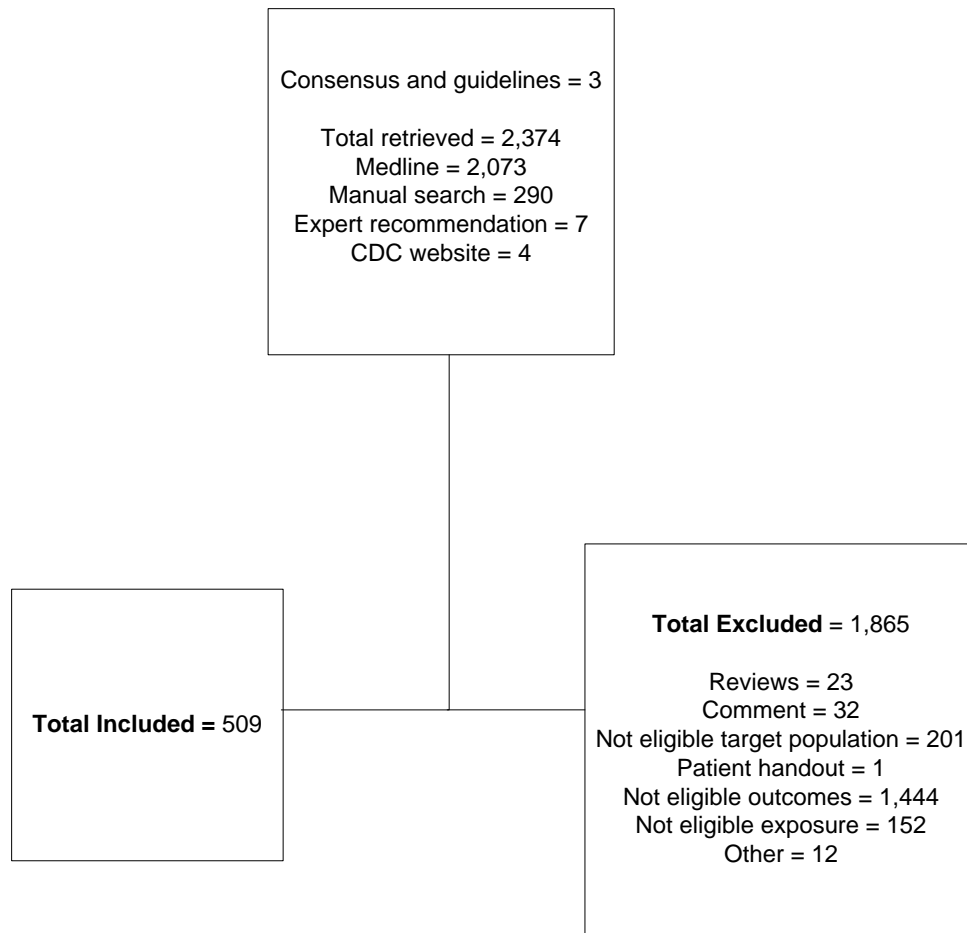 Consensus and guidelines = 3
Total retrieved = 2,374
Medline = 2,073
Manual search = 290
Expert recommendation = 7
CDC website = 4
Total Included = 509
Total Excluded = 1,865
Reviews = 23
Comment = 32
Not eligible target population = 201
Patient handout = 1
Not eligible outcomes = 1,444
Not eligible exposure = 152
Other = 12